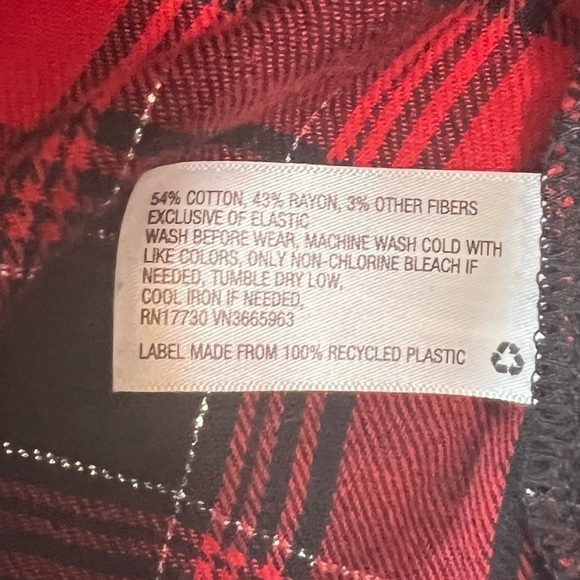 54% COTTON, 43% RAYON, 3% OTHER FIBERS
EXCLUSIVE OF ELASTIC
WASH BEFORE WEAR, MACHINE WASH COLD WITH
LIKE COLORS, ONLY NON-CHLORINE BLEACH IF
NEEDED, TUMBLE DRY LOW,
COOL IRON IF NEEDED,
RN17730 VN3665963
LABEL MADE FROM 100% RECYCLED PLASTIC